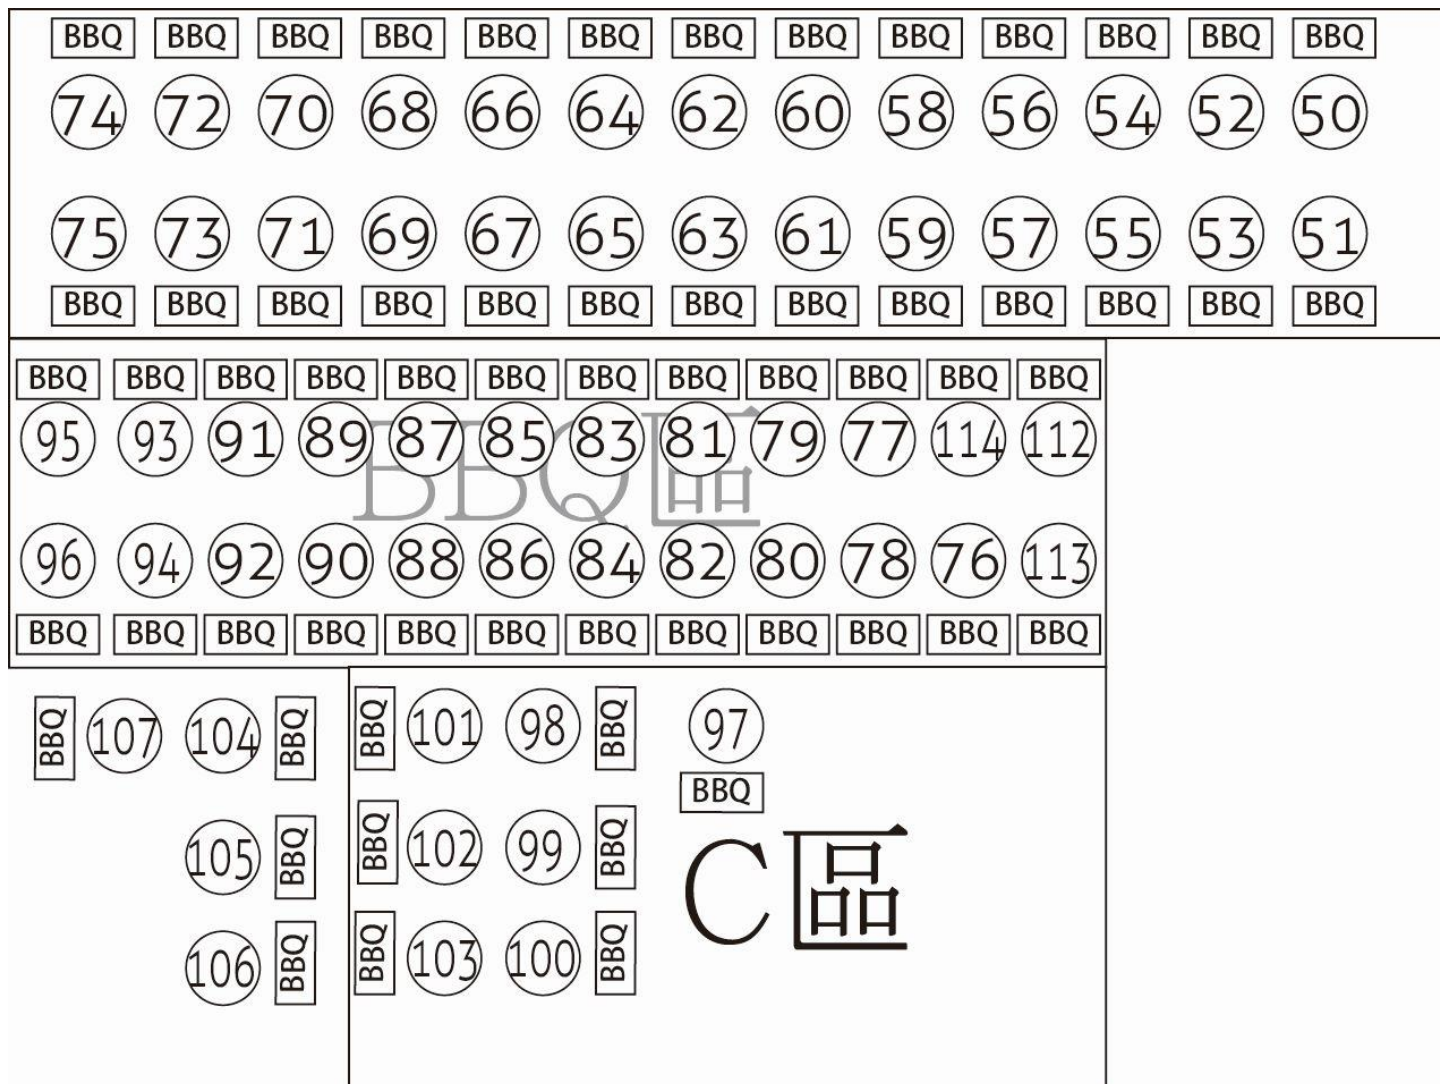 BBQ BBQ BBQ BBQ BBQ BBQ BBQ BBQ BBQ BBQ BBQ BBQ BBQ
74 72 70 68 66 64 62 60 58 56 54 52 50
75 73 71 69 67 65 63 61 59 57 55 53 51
BBQ BBQ BBQ BBQ BBQ BBQ BBQ BBQ BBQ BBQ BBQ BBQ BBQ
BBQ BBQ BBQ BBQ BBQ BBQ BBQ BBQ BBQ BBQ BBQ BBQ
95 93 91 89 87 85 83 81 79 77 114 112
BBQ區
96 94 92 90 88 86 84 82 80 78 76 113
BBQ BBQ BBQ BBQ BBQ BBQ BBQ BBQ BBQ BBQ BBQ BBQ
BBQ 107 104 BBQ BBQ 101 98 BBQ 97
BBQ
105 BBQ BBQ 102 99 BBQ
C區
106 BBQ BBQ 103 100 BBQ